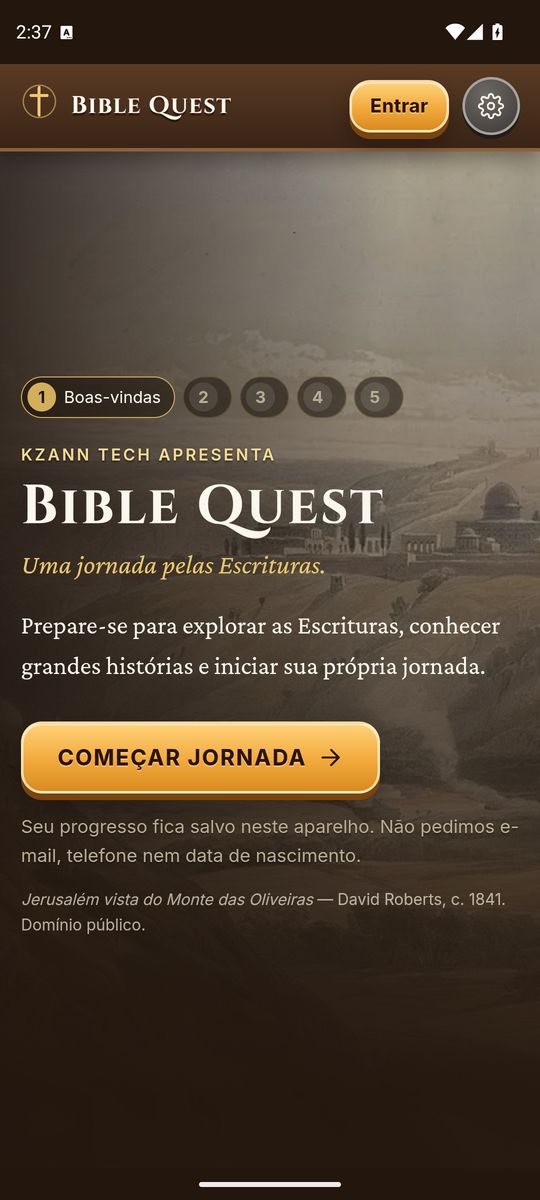 2:37 A
BIBLE QUEST
Entrar
1 Boas-vindas 2 3 4 5
KZANN TECH APRESENTA
BIBLE QUEST
Uma jornada pelas Escrituras.
Prepare-se para explorar as Escrituras, conhecer
grandes histórias e iniciar sua própria jornada.
COMEÇAR JORNADA →
Seu progresso fica salvo neste aparelho. Não pedimos e-
mail, telefone nem data de nascimento.
Jerusalém vista do Monte das Oliveiras — David Roberts, c. 1841.
Domínio público.